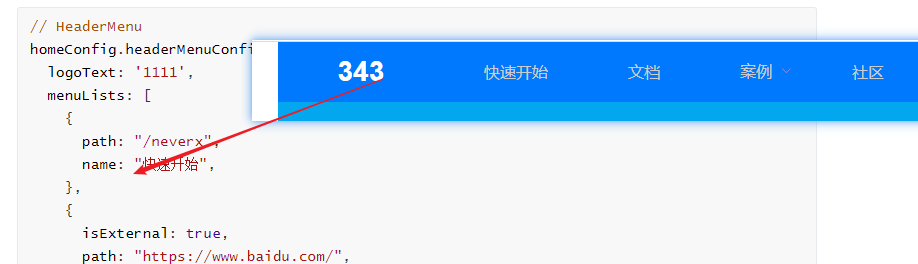 // HeaderMenu
homeConfig.headerMenuConfi
logoText: '1111',
menuLists: [
{
path: "/neverx",
name: "快速开始",
},
{
isExternal: true,
path: "https://www.baidu.com/",
343 快速开始 文档 案例 社区